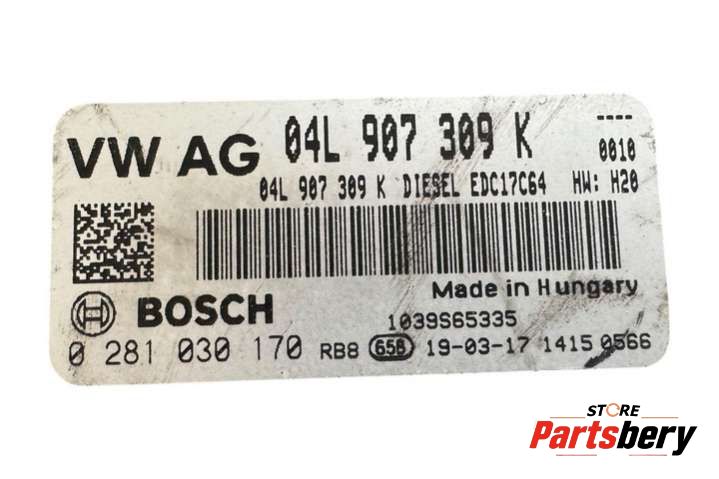 VW AG 04L 907 309 K ----
0010
04L 907 309 K DIESEL EDC17C64 HW: H20
Made in Hungary
BOSCH 1039S65335
0 281 030 170 RB8 658 19-03-17 1415 0566
STORE
Partsbery